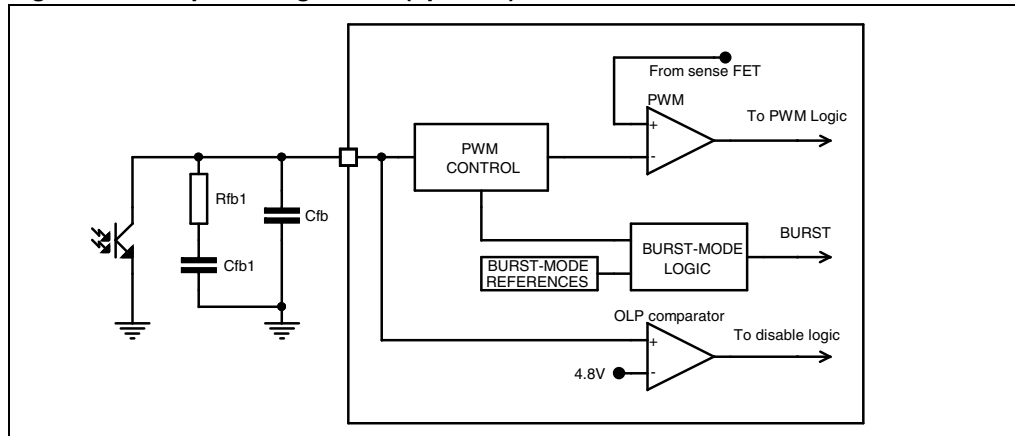 From sense FET
PWM
To PWM Logic
+
-
PWM
CONTROL
Rfb1
Cfb
Cfb1
BURST
BURST-MODE
LOGIC
BURST-MODE
REFERENCES
OLP comparator
To disable logic
+
4.8V
-